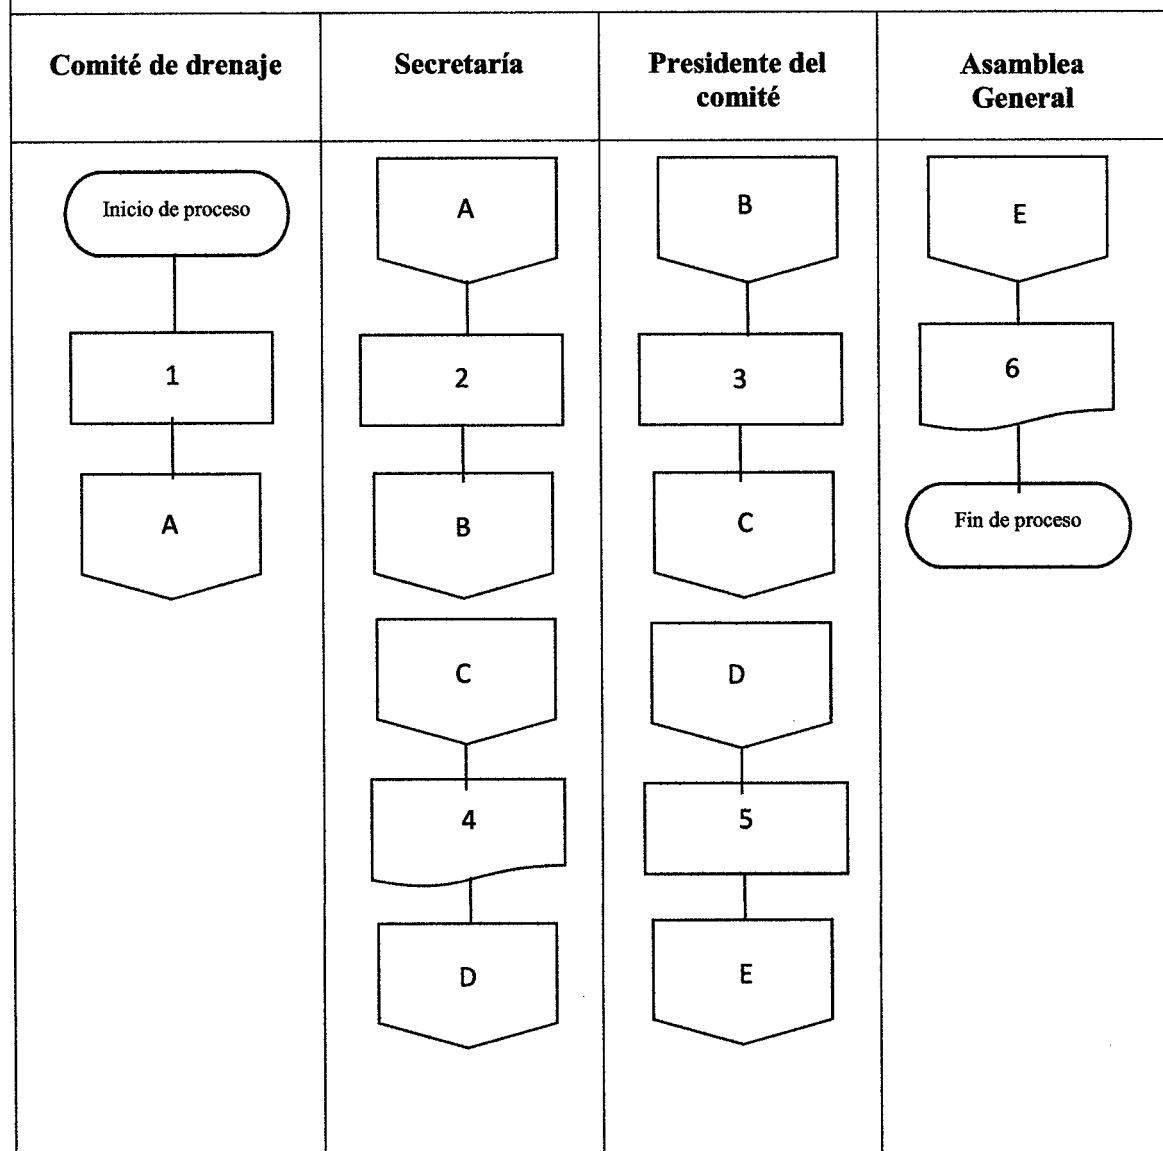 Comité de drenaje
Secretaría
Presidente del
comité
Asamblea
General
Inicio de proceso
1
A
A
2
B
C
4
D
B
3
C
D
5
E
E
6
Fin de proceso